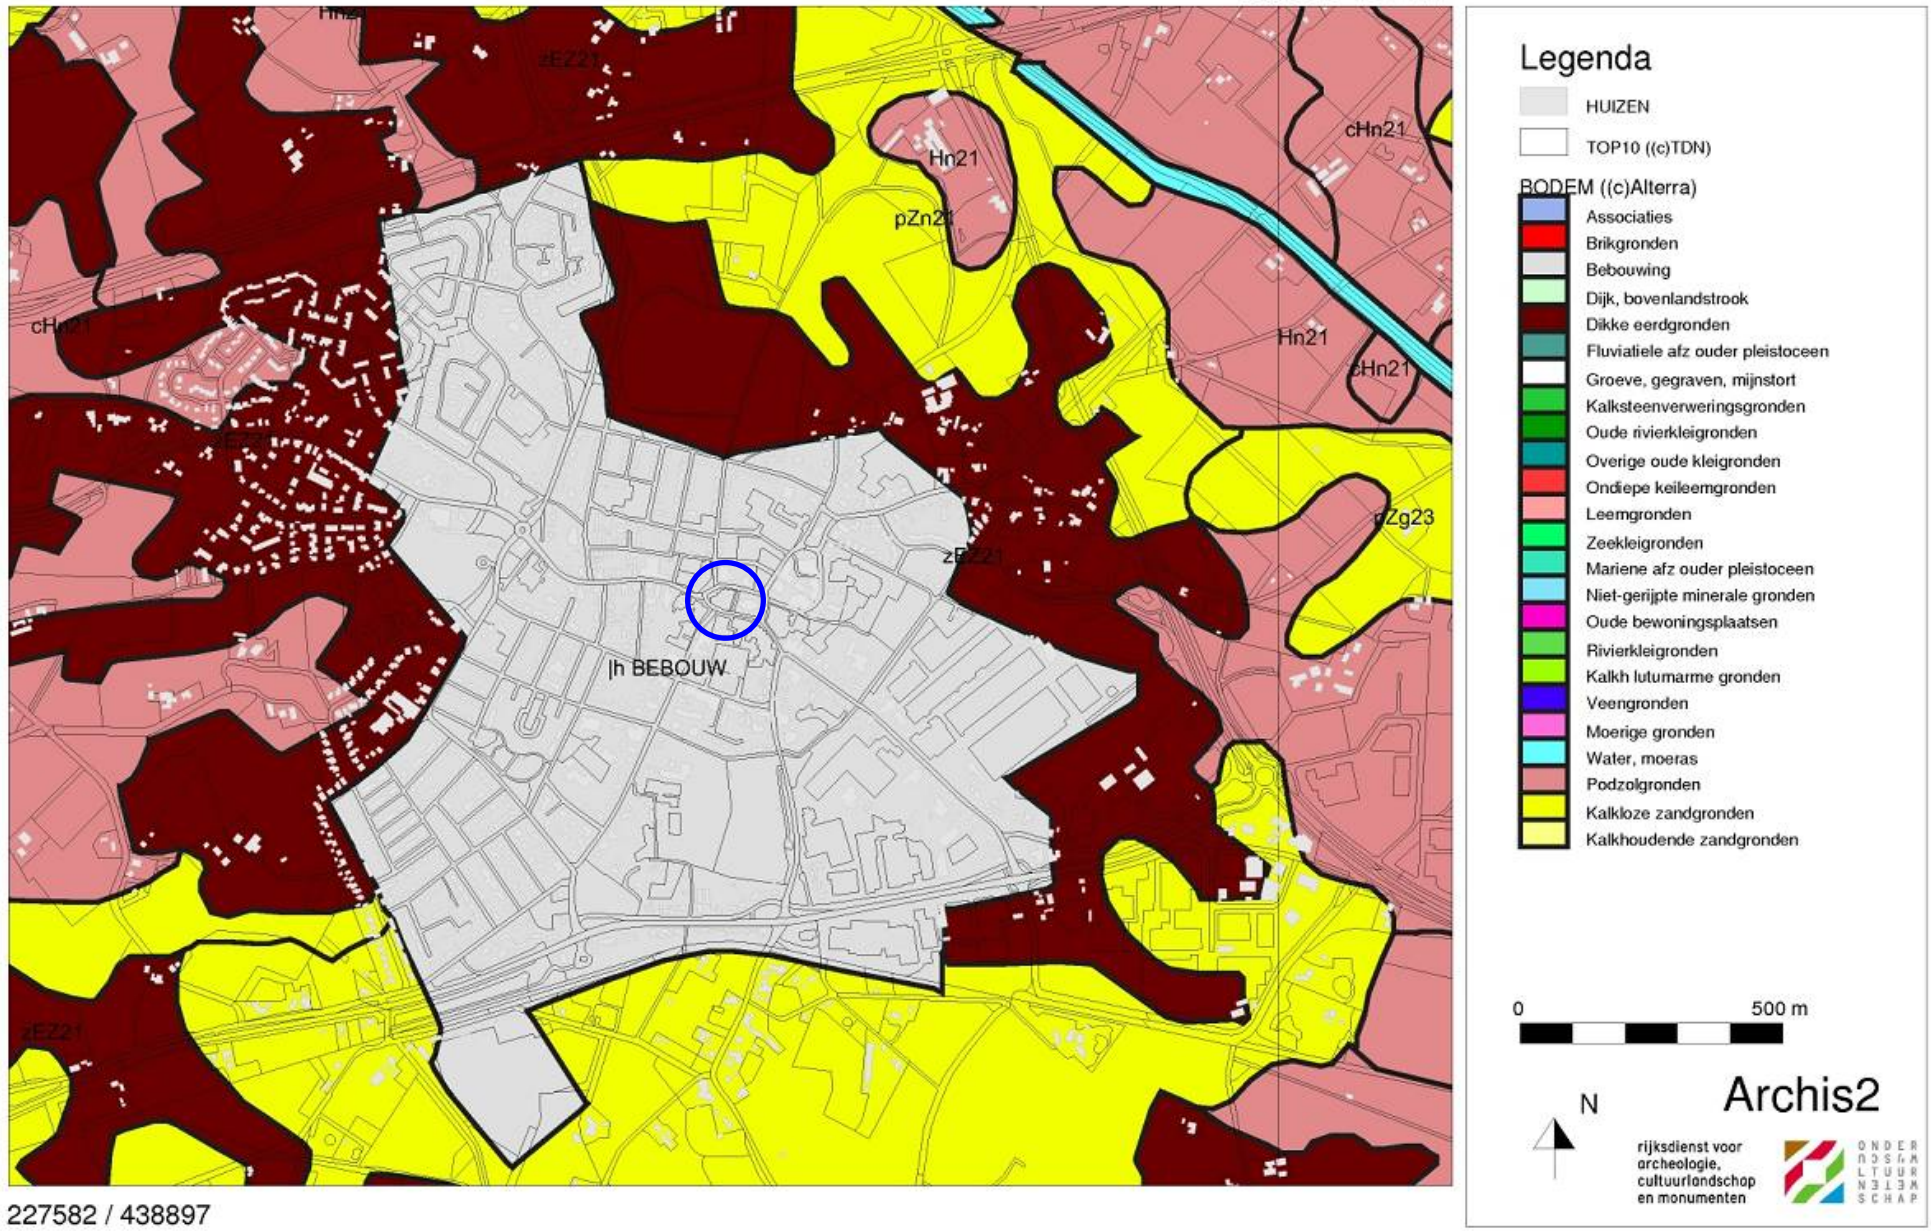 Hn21
zEZ21
cHn21
Hn21
pZn21
cHn21
Hn21
cHn21
zEZ21
pZg23
zEZ21
|h BEBOUW.
zEZ21
227582 / 438897
Legenda
HUIZEN
TOP10 ((c)TDN)
BODEM ((c)Alterra)
Associaties
Brikgronden
Bebouwing
Dijk, bovenlandstrook
Dikke eerdgronden
Fluviatiele afz ouder pleistoceen
Groeve, gegraven, mijnstort
Kalksteenverweringsgronden
Oude rivierkleigronden
Overige oude kleigronden
Ondiepe keileemgronden
Leemgronden
Zeekleigronden
Mariene afz ouder pleistoceen
Niet-gerijpte minerale gronden
Oude bewoningsplaatsen
Rivierkleigronden
Kalkh lutumarme gronden
Veengronden
Moerige gronden
Water, moeras
Podzolgronden
Kalkloze zandgronden
Kalkhoudende zandgronden
0 500 m
N
Archis2
rijksdienst voor
archeologie,
cultuurlandschap
en monumenten